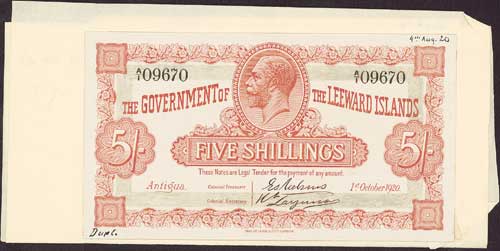 4th Aug. 20
A/1 09670 A/1 09670
THE GOVERNMENT OF THE LEEWARD ISLANDS
5/- FIVE SHILLINGS 5/-
These Notes are Legal Tender for the payment of any amount.
Antigua. Colonial Treasurer 1st October 1920.
Colonial Secretary
Dupl.